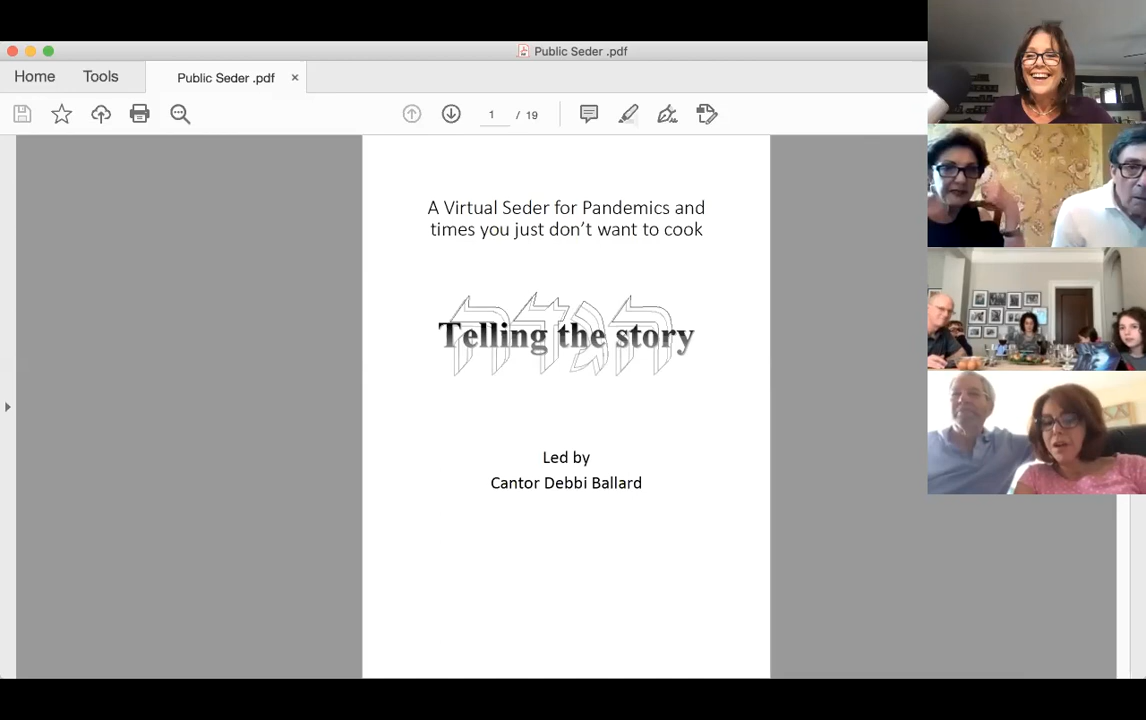 Public Seder .pdf
Home
Tools
Public Seder .pdf
×
1 / 19
A Virtual Seder for Pandemics and
times you just don't want to cook
הגדה
Telling the story
Led by
Cantor Debbi Ballard